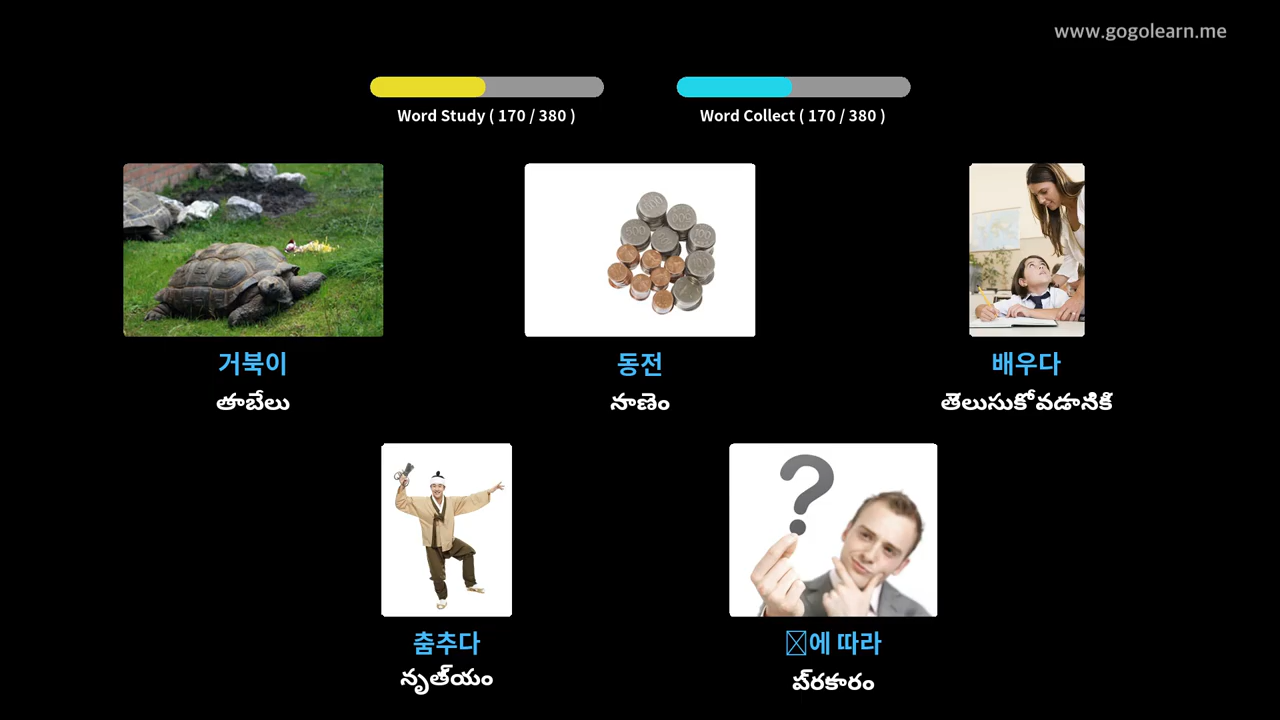 www.gogolearn.me
Word Study ( 170 / 380 )
Word Collect ( 170 / 380 )
거북이
తాబేలు
동전
నాణెం
배우다
తెలుసుకోవడానికి
춤추다
నృత్యం
에 따라
ప్రకారం